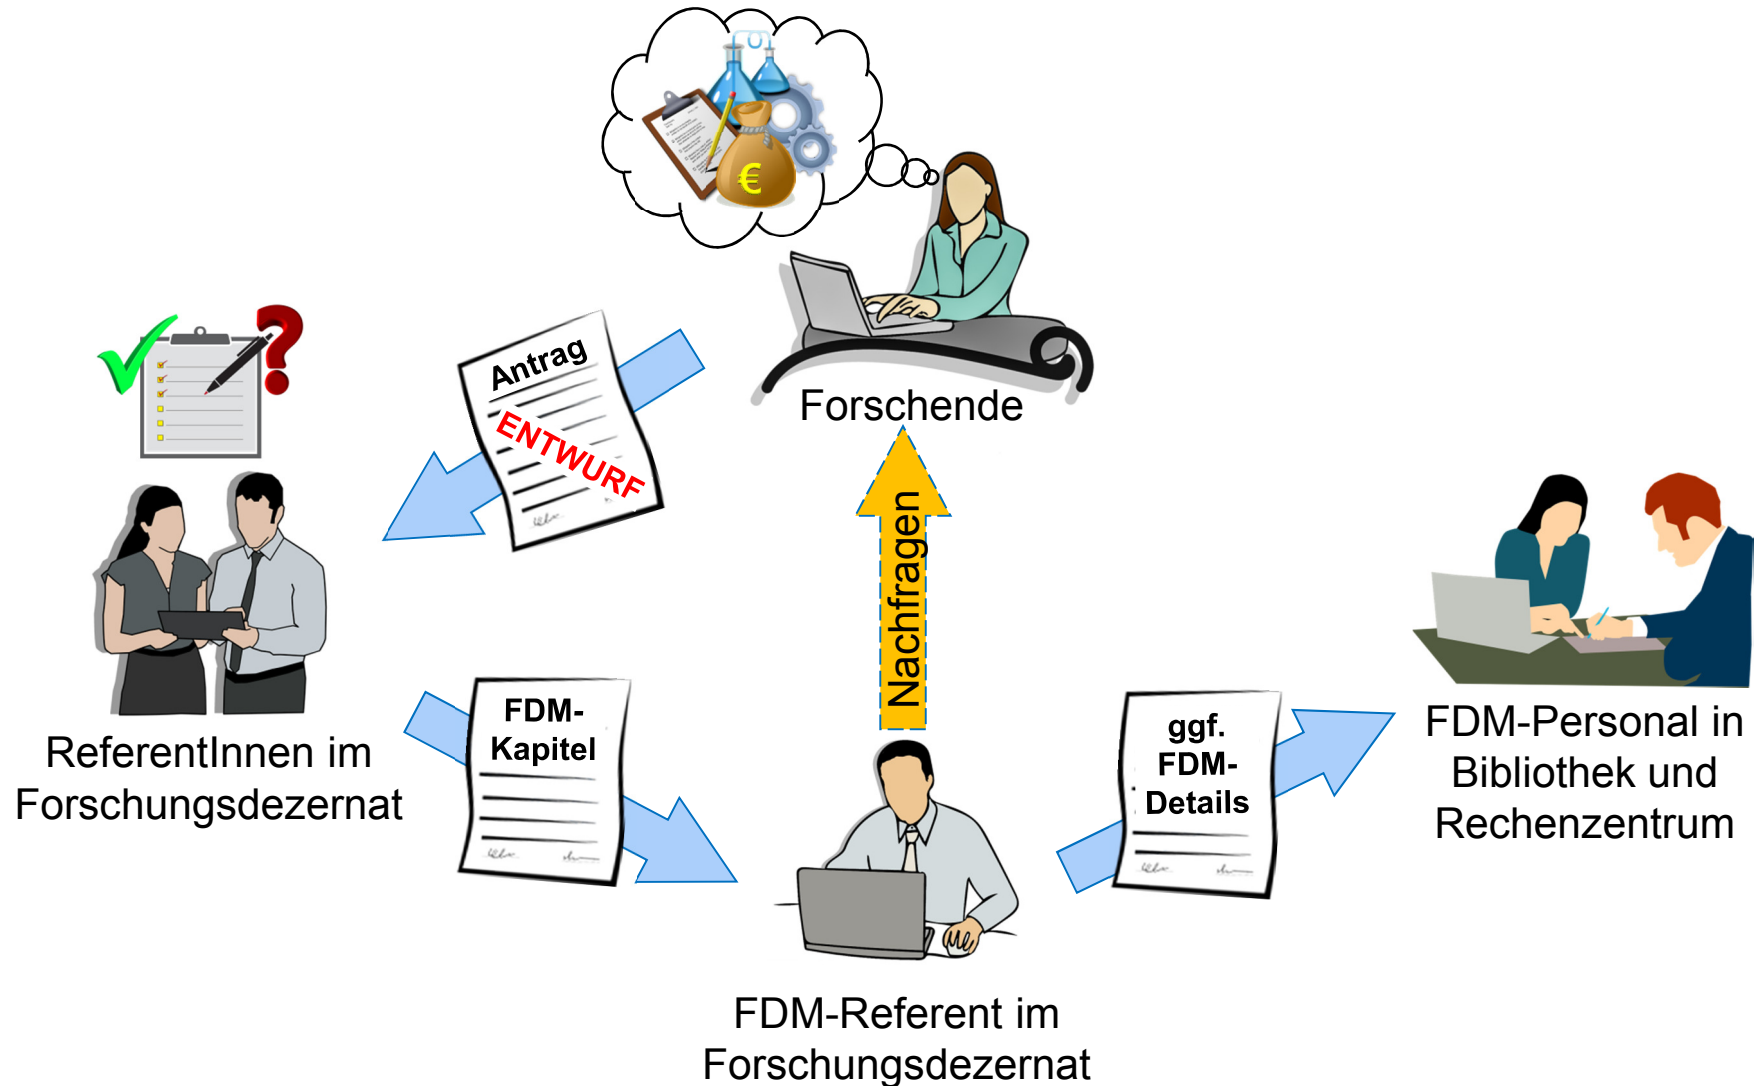 €
Antrag
ENTWURF
Forschende
Nachfragen
ReferentInnen im
Forschungsdezernat
FDM-
Kapitel
ggf.
FDM-
Details
FDM-Personal in
Bibliothek und
Rechenzentrum
FDM-Referent im
Forschungsdezernat